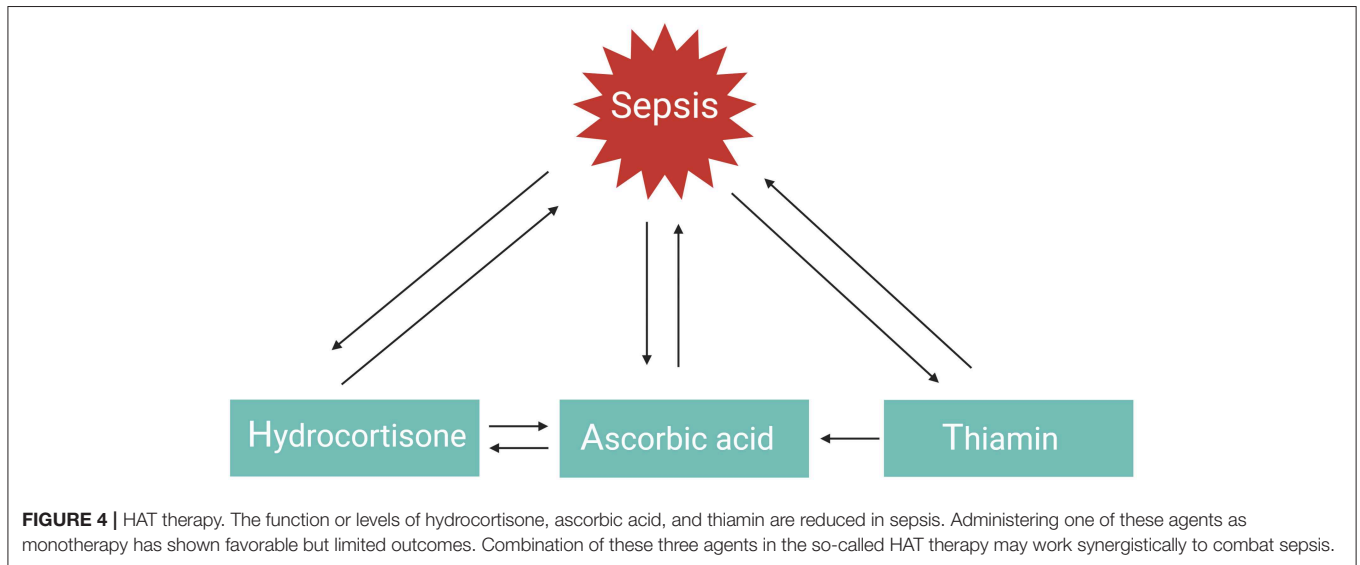 Sepsis
Hydrocortisone
Ascorbic acid
Thiamin
FIGURE 4 | HAT therapy. The function or levels of hydrocortisone, ascorbic acid, and thiamin are reduced in sepsis. Administering one of these agents as
monotherapy has shown favorable but limited outcomes. Combination of these three agents in the so-called HAT therapy may work synergistically to combat sepsis.